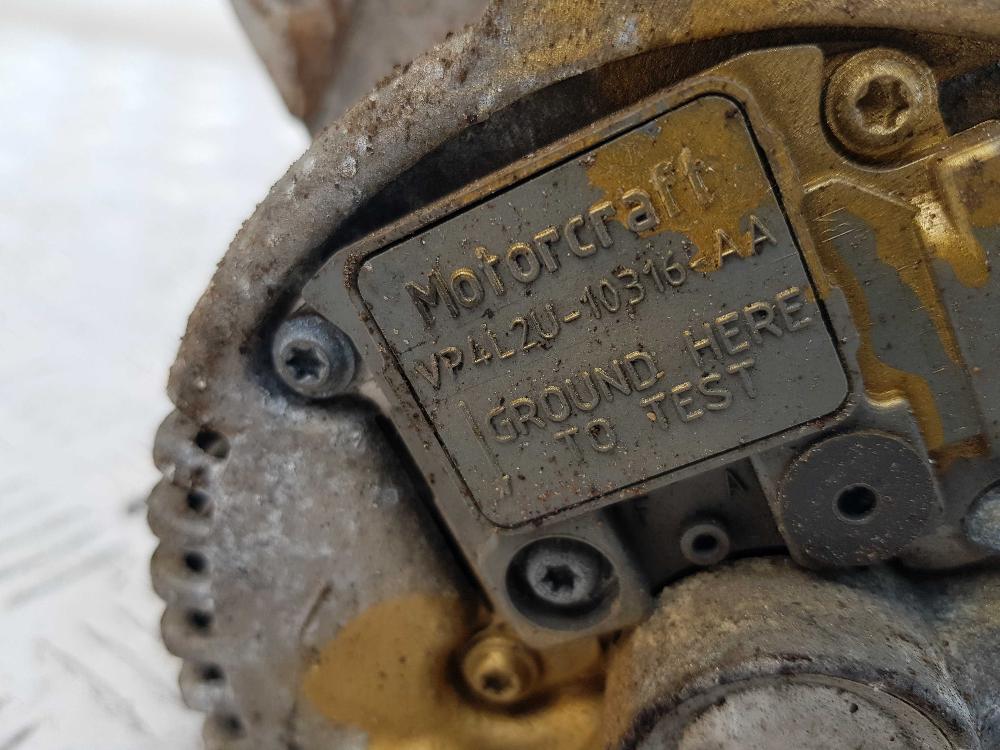 Motorcraft
VP4L2U-10316-AA
GROUND HERE
TO TEST
F A